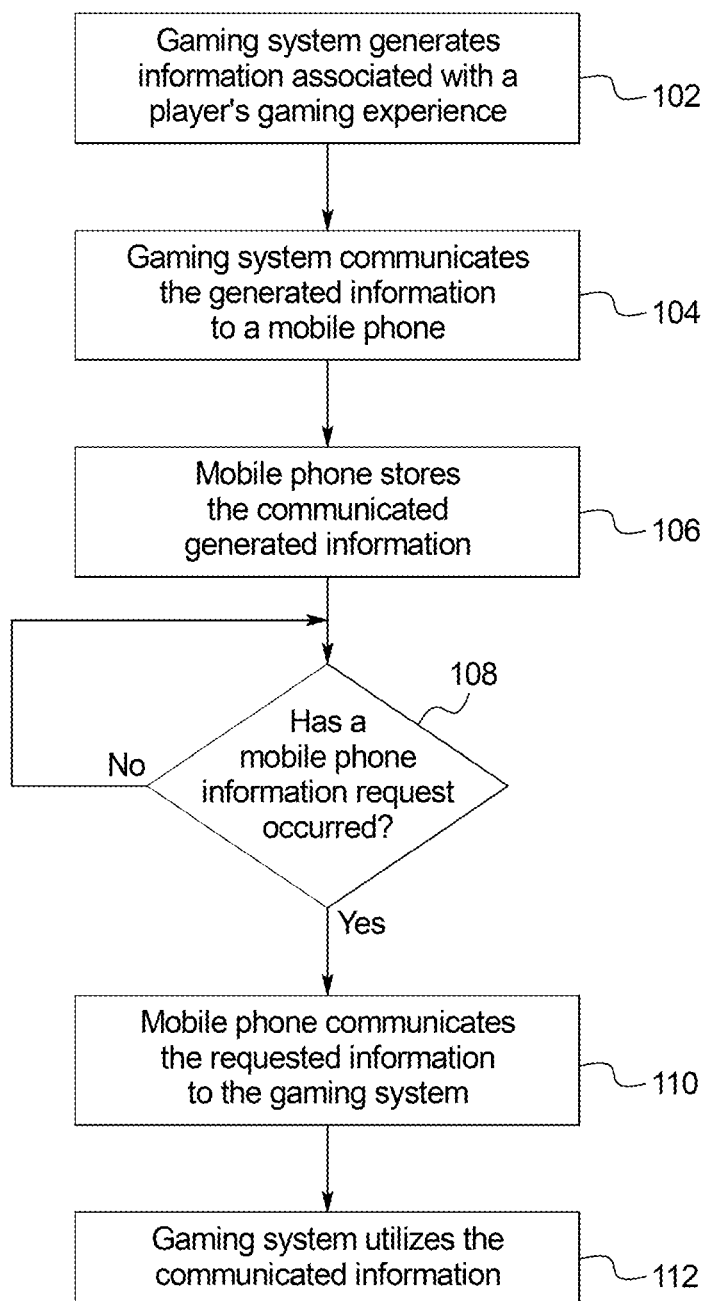 Gaming system generates
information associated with a
player's gaming experience
102
Gaming system communicates
the generated information
to a mobile phone
104
Mobile phone stores
the communicated
generated information
106
108
Has a
mobile phone
information request
occurred?
No
Yes
Mobile phone communicates
the requested information
to the gaming system
110
Gaming system utilizes the
communicated information
112